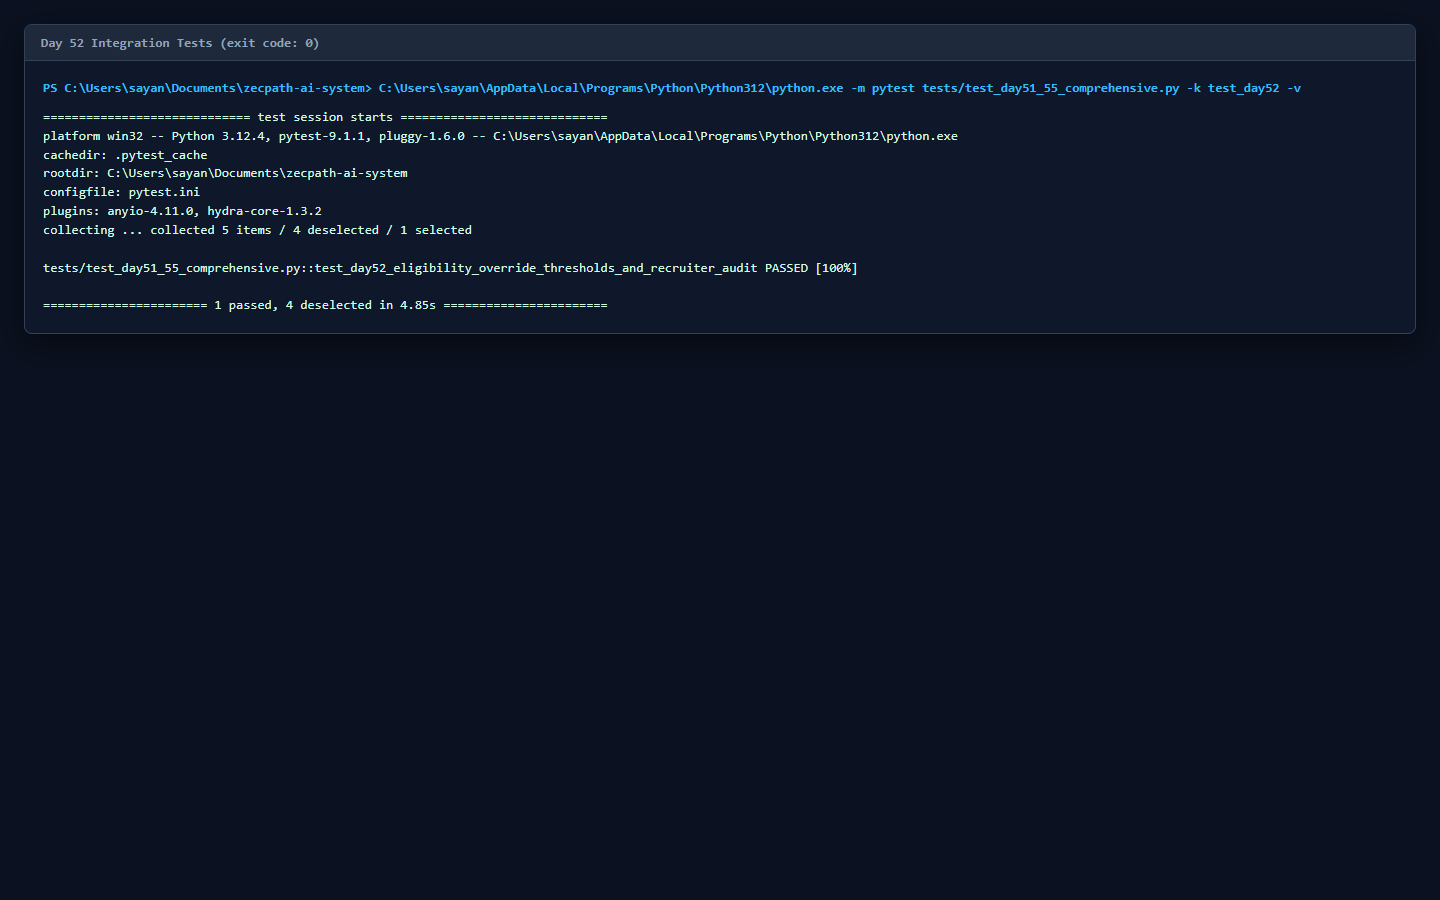 Day 52 Integration Tests (exit code: 0)
PS C:\Users\sayan\Documents\zecpath-ai-system> C:\Users\sayan\AppData\Local\Programs\Python\Python312\python.exe -m pytest tests/test_day51_55_comprehensive.py -k test_day52 -v
============================= test session starts =============================
platform win32 -- Python 3.12.4, pytest-9.1.1, pluggy-1.6.0 -- C:\Users\sayan\AppData\Local\Programs\Python\Python312\python.exe
cachedir: .pytest_cache
rootdir: C:\Users\sayan\Documents\zecpath-ai-system
configfile: pytest.ini
plugins: anyio-4.11.0, hydra-core-1.3.2
collecting ... collected 5 items / 4 deselected / 1 selected
tests/test_day51_55_comprehensive.py::test_day52_eligibility_override_thresholds_and_recruiter_audit PASSED [100%]
======================= 1 passed, 4 deselected in 4.85s =======================